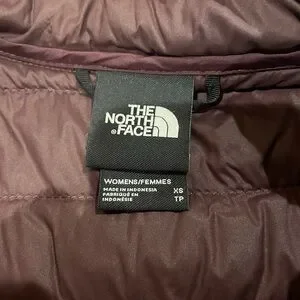 THE
NORTH
FACE
WOMENS/FEMMES
MADE IN INDONESIA XS
FABRIQUÉ EN TP
INDONÉSIE